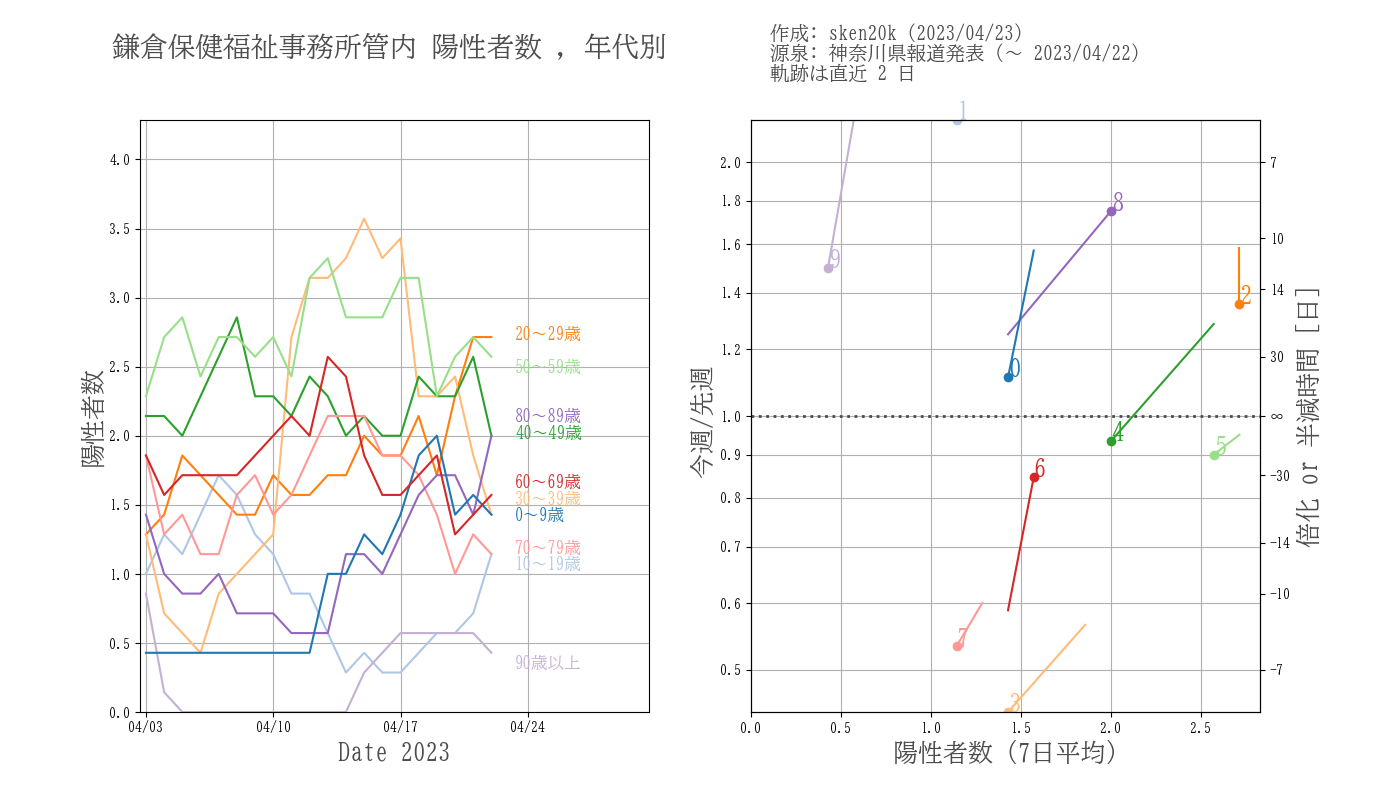 鎌倉保健福祉事務所管内 陽性者数 , 年代別
作成: sken20k (2023/04/23)
源泉: 神奈川県報道発表 (～ 2023/04/22)
軌跡は直近 2 日
陽性者数
4.0
3.5
3.0
2.5
2.0
1.5
1.0
0.5
0.0
04/03 04/10 04/17 04/24
Date 2023
20～29歳
50～59歳
80～89歳
40～49歳
60～69歳
30～39歳
0～9歳
70～79歳
10～19歳
90歳以上
今週/先週
2.0
1.8
1.6
1.4
1.2
1.0
0.9
0.8
0.7
0.6
0.5
1
8
9
2
0
4
5
6
7
3
0.0 0.5 1.0 1.5 2.0 2.5
陽性者数 (7日平均)
7
10
14
30
∞
−30
−14
−10
−7
倍化 or 半減時間 [日]